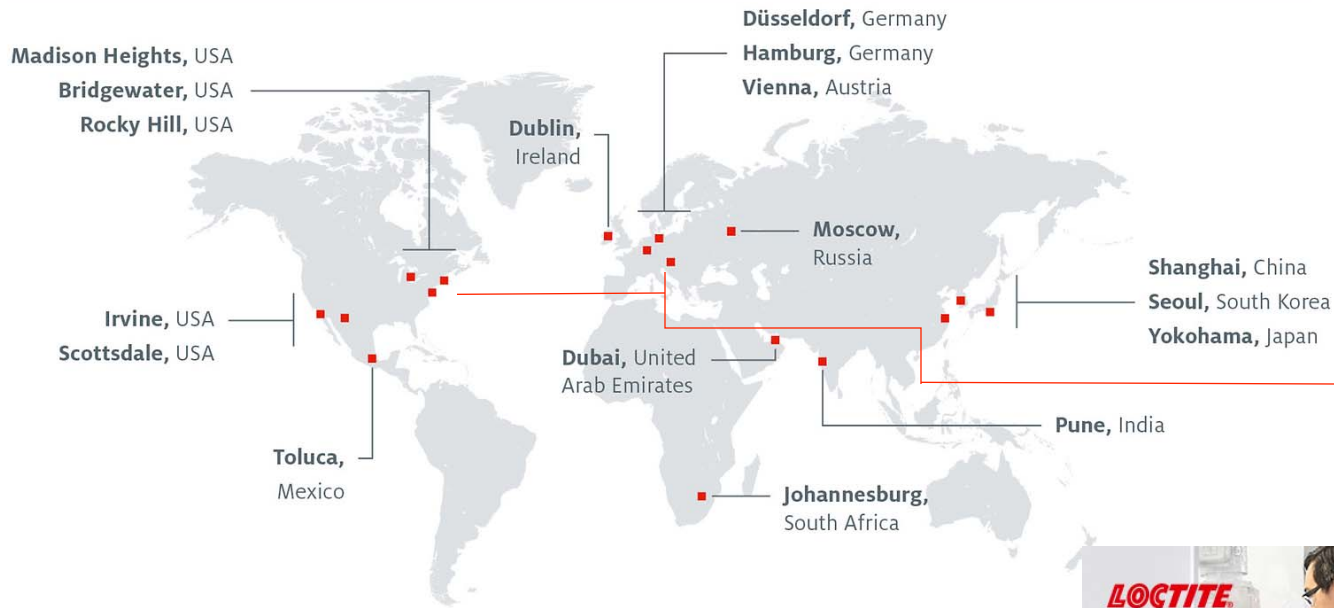 Madison Heights, USA
Bridgewater, USA
Rocky Hill, USA
Düsseldorf, Germany
Hamburg, Germany
Vienna, Austria
Dublin,
Ireland
Moscow,
Russia
Shanghai, China
Seoul, South Korea
Yokohama, Japan
Irvine, USA
Scottsdale, USA
Dubai, United
Arab Emirates
Pune, India
Toluca,
Mexico
Johannesburg,
South Africa
LOCTITE